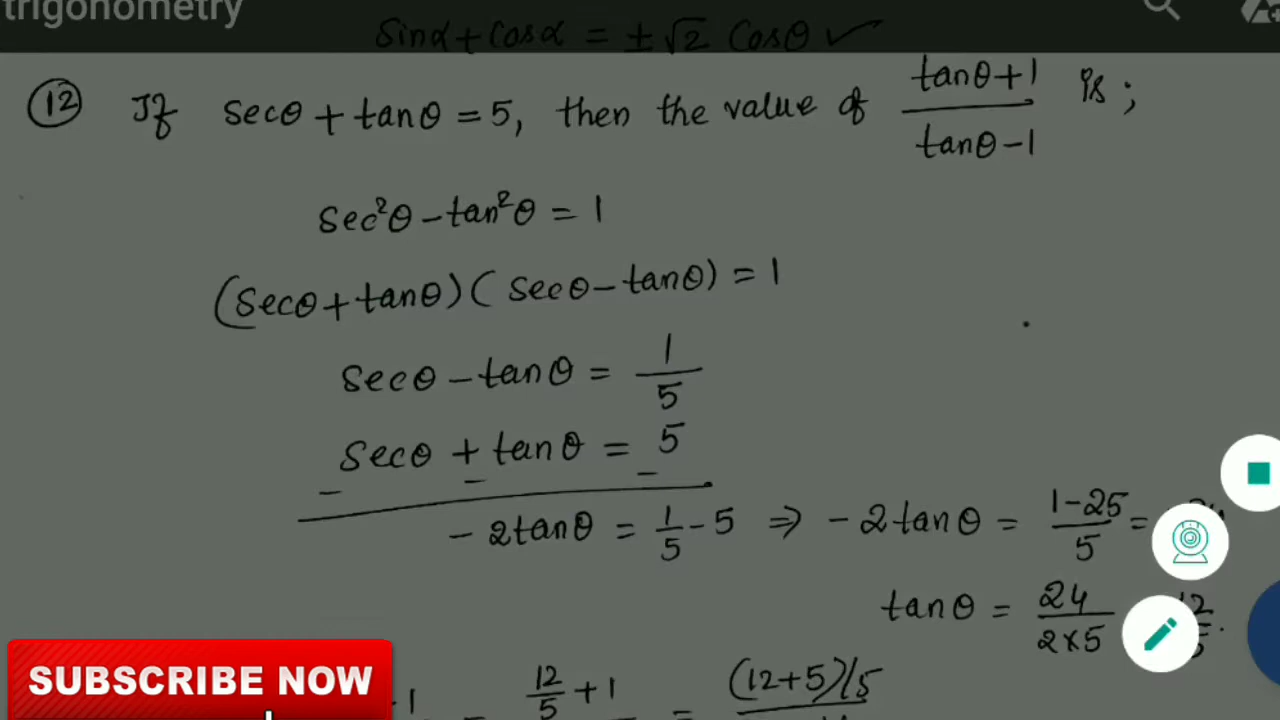 trigonometry
Sinα + Cosα = ±√2 Cosθ ✓
(12) If secθ + tanθ = 5, then the value of (tanθ+1)/(tanθ−1) is;
sec²θ − tan²θ = 1
(secθ + tanθ)(secθ − tanθ) = 1
secθ − tanθ = 1/5
secθ + tanθ = 5
− − −
− 2tanθ = 1/5 − 5 ⇒ − 2tanθ = (1−25)/5 =
tanθ = 24/(2×5)
12/5 + 1 = (12+5)/5
SUBSCRIBE NOW